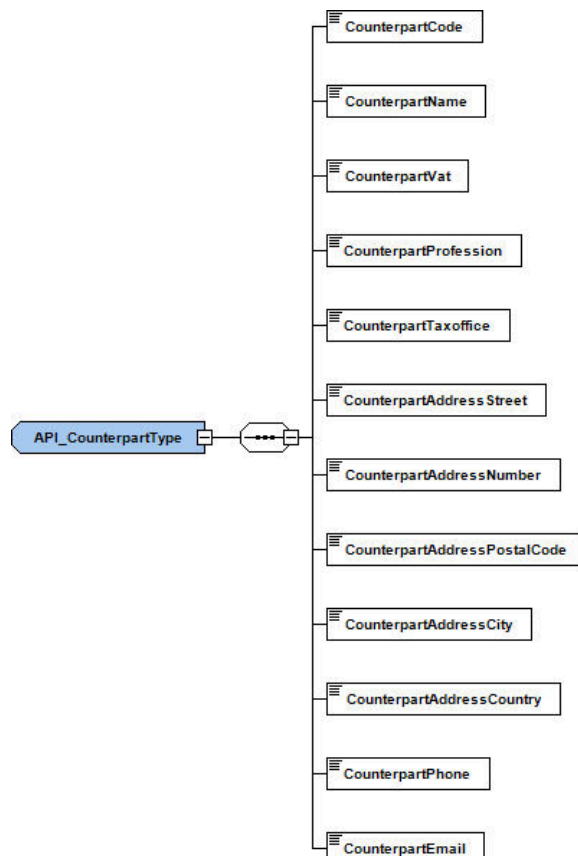 CounterpartCode
CounterpartName
CounterpartVat
CounterpartProfession
CounterpartTaxoffice
CounterpartAddressStreet
API_CounterpartType
CounterpartAddressNumber
CounterpartAddressPostalCode
CounterpartAddressCity
CounterpartAddressCountry
CounterpartPhone
CounterpartEmail